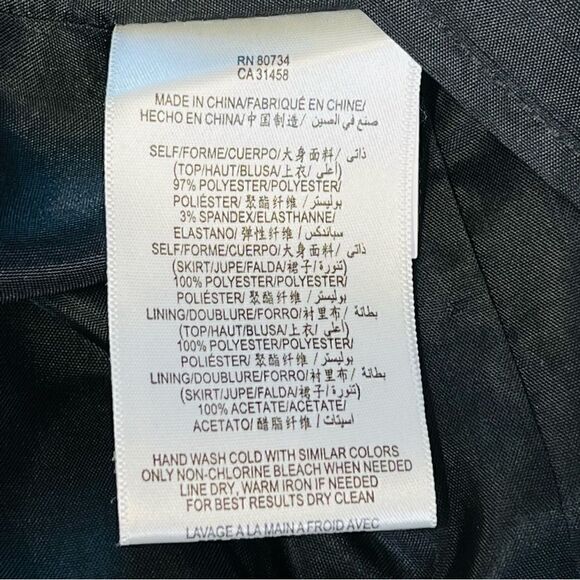 RN 80734
CA 31458
MADE IN CHINA/FABRIQUÉ EN CHINE/
HECHO EN CHINA/中国制造/ صنع في الصين
SELF/FORME/CUERPO/大身面料/ ذاتي
(TOP/HAUT/BLUSA/上衣/ أعلى)
97% POLYESTER/POLYESTER/
POLIÉSTER/ 聚酯纤维 / بوليستر
3% SPANDEX/ELASTHANNE/
ELASTANO/ 弹性纤维 / سباندكس
SELF/FORME/CUERPO/大身面料/ ذاتي
(SKIRT/JUPE/FALDA/裙子/ تنورة)
100% POLYESTER/POLYESTER/
POLIÉSTER/ 聚酯纤维 / بوليستر
LINING/DOUBLURE/FORRO/衬里布/ بطانة
(TOP/HAUT/BLUSA/上衣/ أعلى)
100% POLYESTER/POLYESTER/
POLIÉSTER/ 聚酯纤维 / بوليستر
LINING/DOUBLURE/FORRO/衬里布/ بطانة
(SKIRT/JUPE/FALDA/裙子/ تنورة)
100% ACETATE/ACÉTATE/
ACETATO/ 醋脂纤维 / اسيتات
HAND WASH COLD WITH SIMILAR COLORS
ONLY NON-CHLORINE BLEACH WHEN NEEDED
LINE DRY, WARM IRON IF NEEDED
FOR BEST RESULTS DRY CLEAN
LAVAGE A LA MAIN A FROID AVEC